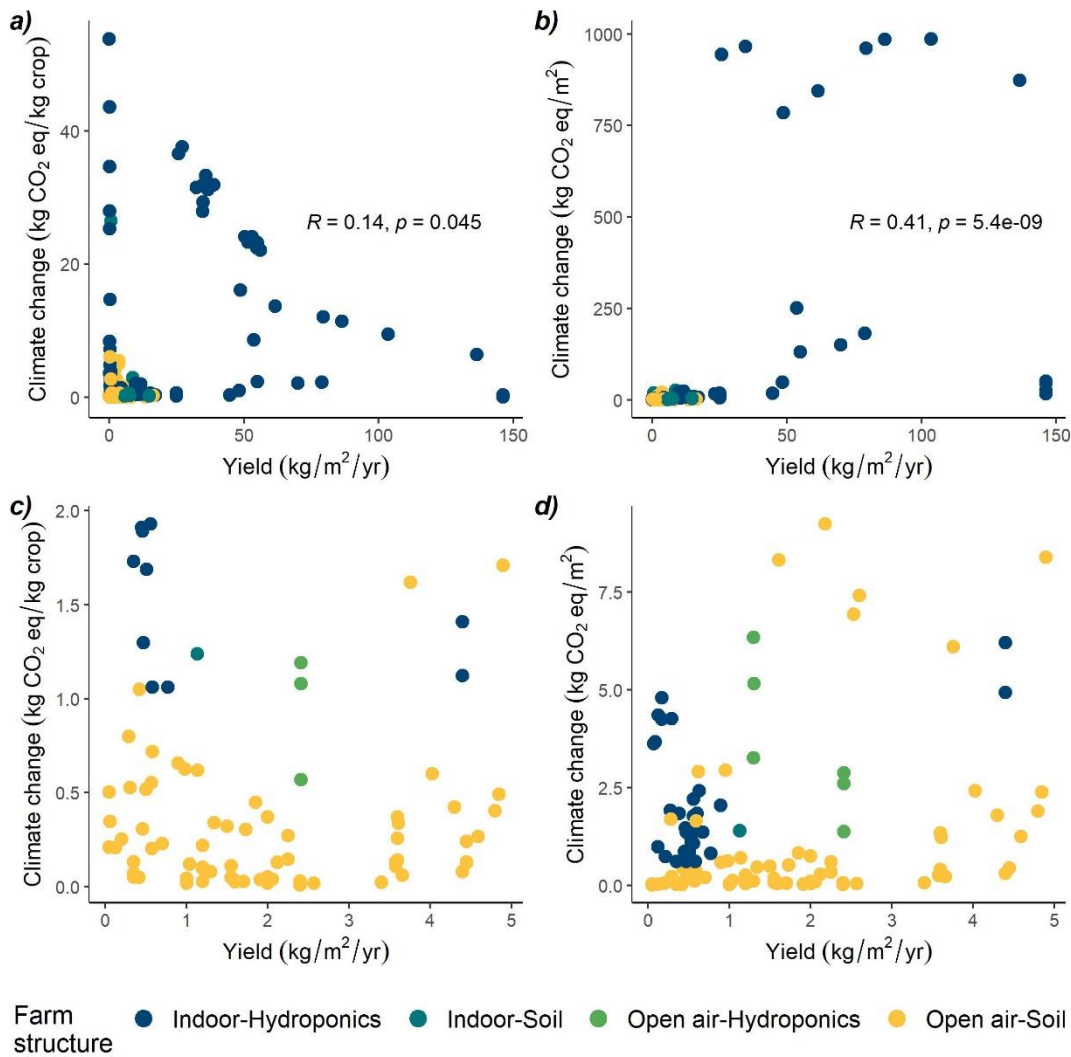 a)
Climate change (kg CO₂ eq/kg crop)
40
20
0
R = 0.14, p = 0.045
0 50 100 150
Yield (kg/m²/yr)
b)
Climate change (kg CO₂ eq/m²)
1000
750
500
250
0
R = 0.41, p = 5.4e-09
0 50 100 150
Yield (kg/m²/yr)
c)
Climate change (kg CO₂ eq/kg crop)
2.0
1.5
1.0
0.5
0.0
0 1 2 3 4 5
Yield (kg/m²/yr)
d)
Climate change (kg CO₂ eq/m²)
7.5
5.0
2.5
0.0
0 1 2 3 4 5
Yield (kg/m²/yr)
Farm
structure
Indoor-Hydroponics
Indoor-Soil
Open air-Hydroponics
Open air-Soil